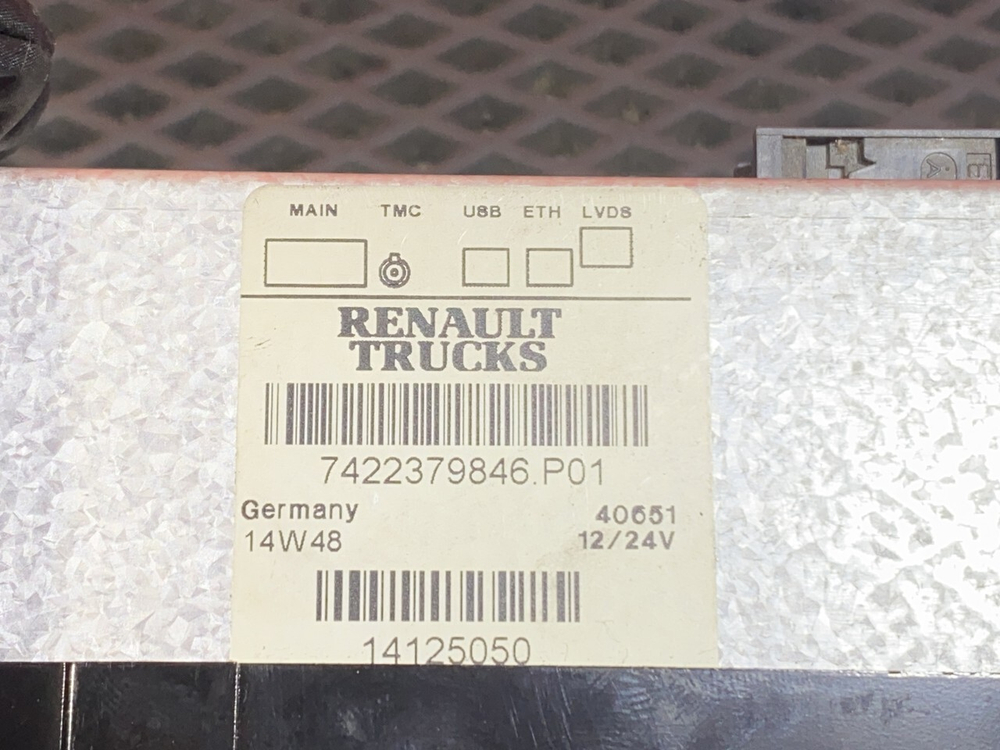 MAIN TMC USB ETH LVDS
RENAULT
TRUCKS
7422379846.P01
Germany 40651
14W48 12/24V
14125050